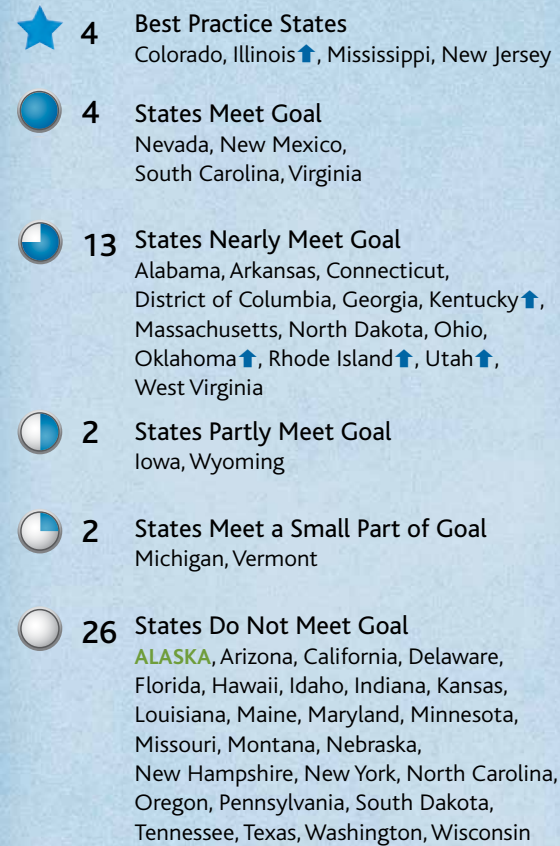 4 Best Practice States
Colorado, Illinois⬆, Mississippi, New Jersey
4 States Meet Goal
Nevada, New Mexico,
South Carolina, Virginia
13 States Nearly Meet Goal
Alabama, Arkansas, Connecticut,
District of Columbia, Georgia, Kentucky⬆,
Massachusetts, North Dakota, Ohio,
Oklahoma⬆, Rhode Island⬆, Utah⬆,
West Virginia
2 States Partly Meet Goal
Iowa, Wyoming
2 States Meet a Small Part of Goal
Michigan, Vermont
26 States Do Not Meet Goal
ALASKA, Arizona, California, Delaware,
Florida, Hawaii, Idaho, Indiana, Kansas,
Louisiana, Maine, Maryland, Minnesota,
Missouri, Montana, Nebraska,
New Hampshire, New York, North Carolina,
Oregon, Pennsylvania, South Dakota,
Tennessee, Texas, Washington, Wisconsin